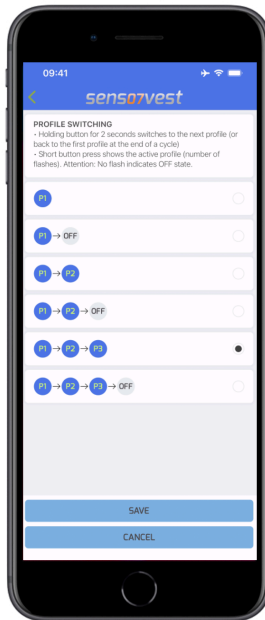 09:41
sensorvest
PROFILE SWITCHING
• Holding button for 2 seconds switches to the next profile (or
back to the first profile at the end of a cycle)
• Short button press shows the active profile (number of
flashes). Attention: No flash indicates OFF state.
P1
P1 → OFF
P1 → P2
P1 → P2 → OFF
P1 → P2 → P3
P1 → P2 → P3 → OFF
SAVE
CANCEL